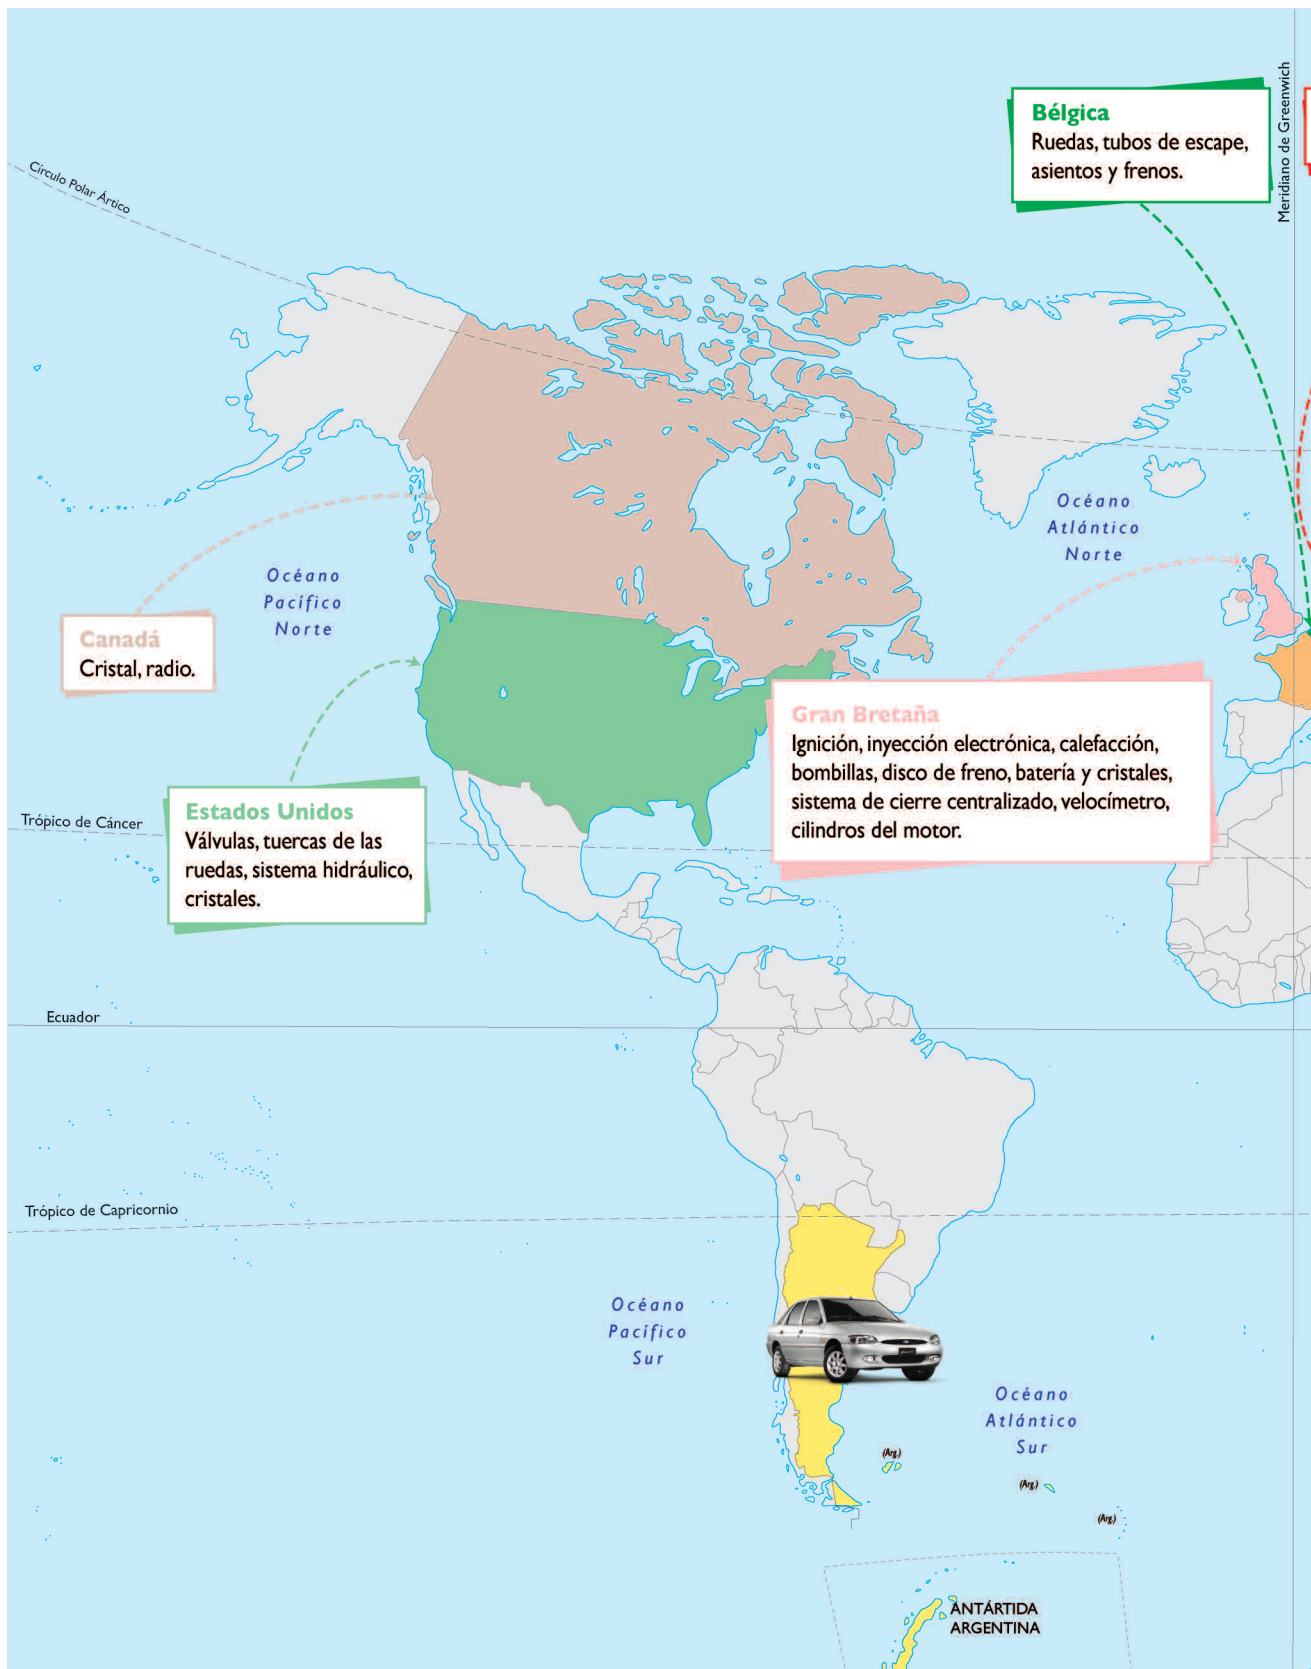 Meridiano de Greenwich
Bélgica
Ruedas, tubos de escape,
asientos y frenos.
Círculo Polar Ártico
Océano
Atlántico
Norte
Océano
Pacífico
Norte
Canadá
Cristal, radio.
Gran Bretaña
Ignición, inyección electrónica, calefacción,
bombillas, disco de freno, batería y cristales,
sistema de cierre centralizado, velocímetro,
cilindros del motor.
Estados Unidos
Válvulas, tuercas de las
ruedas, sistema hidráulico,
cristales.
Trópico de Cáncer
Ecuador
Trópico de Capricornio
Océano
Pacífico
Sur
Océano
Atlántico
Sur
(Arg.)
(Arg.)
(Arg.)
ANTÁRTIDA
ARGENTINA